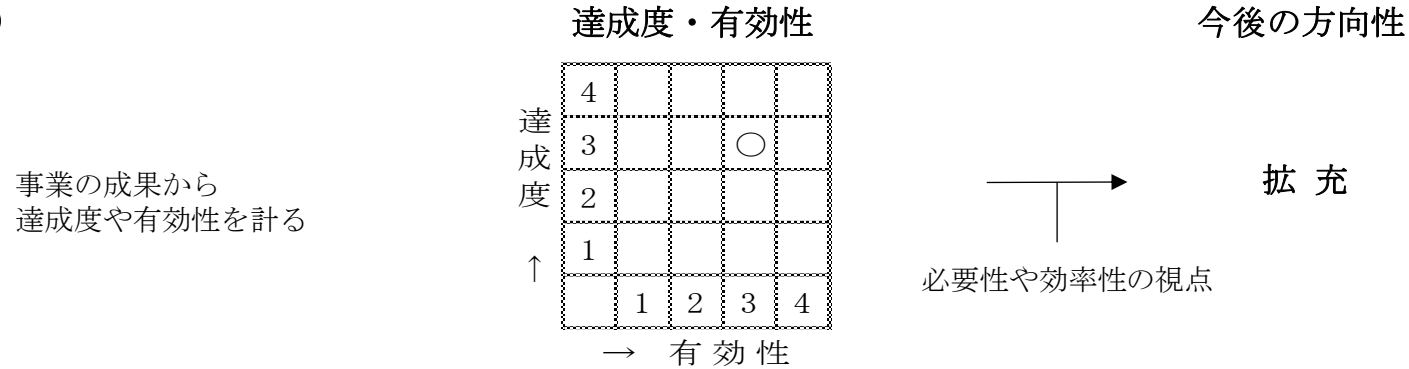 )
達成度・有効性
今後の方向性
事業の成果から
達成度や有効性を計る
達成度
↑
4
3 ○
2
1
1 2 3 4
→ 有効性
必要性や効率性の視点
拡充